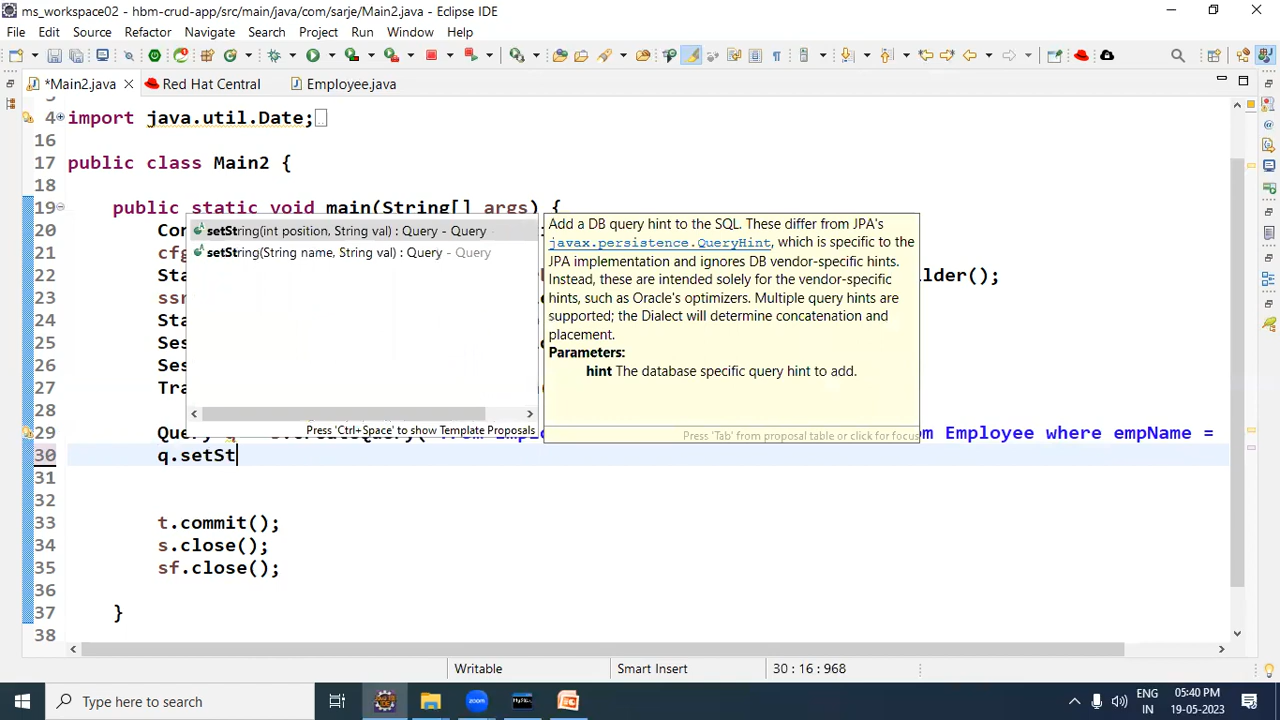 ms_workspace02 - hbm-crud-app/src/main/java/com/sarje/Main2.java - Eclipse IDE
File Edit Source Refactor Navigate Search Project Run Window Help
*Main2.java Red Hat Central Employee.java
4 import java.util.Date;
16
17 public class Main2 {
18
19 public static void main(String[] args) {
20 Con
21 cfg
22 Sta lder();
23 ssr
24 Sta
25 Ses
26 Ses
27 Tra
28
29 Query m Employee where empName =
30 q.setSt
31
32
33 t.commit();
34 s.close();
35 sf.close();
36
37 }
38
setString(int position, String val) : Query - Query
setString(String name, String val) : Query - Query
Press 'Ctrl+Space' to show Template Proposals
Add a DB query hint to the SQL. These differ from JPA's
javax.persistence.QueryHint, which is specific to the
JPA implementation and ignores DB vendor-specific hints.
Instead, these are intended solely for the vendor-specific
hints, such as Oracle's optimizers. Multiple query hints are
supported; the Dialect will determine concatenation and
placement.
Parameters:
hint The database specific query hint to add.
Press 'Tab' from proposal table or click for focus
Writable Smart Insert 30 : 16 : 968
Type here to search
zoom
ENG
IN
05:40 PM
19-05-2023